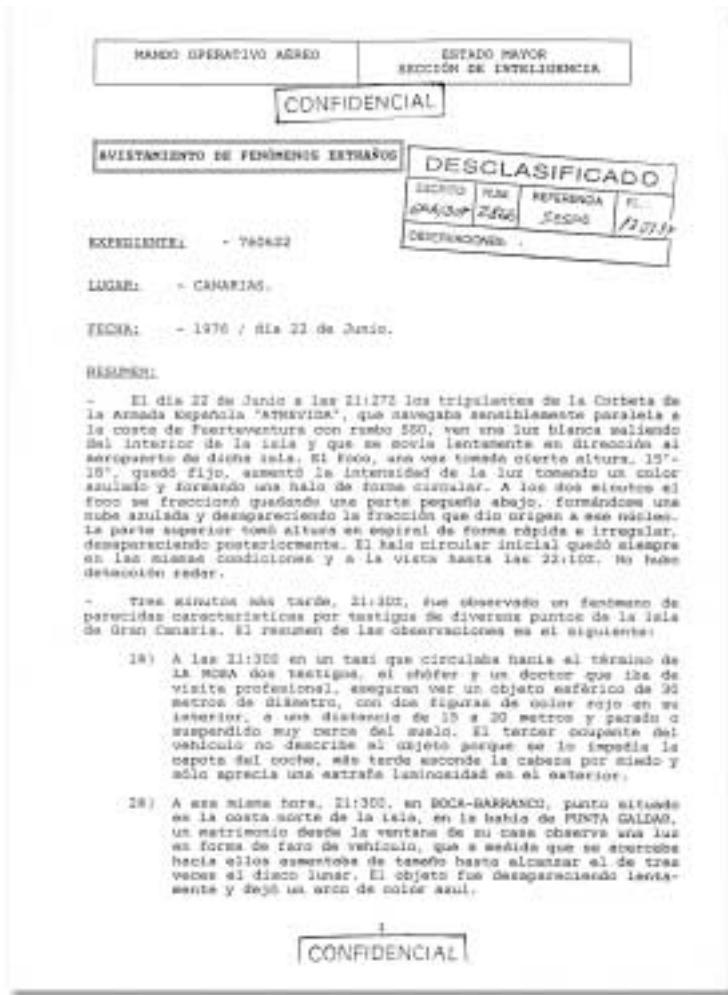 MANDO OPERATIVO AEREO
ESTADO MAYOR
SECCIÓN DE INTELIGENCIA
CONFIDENCIAL
AVISTAMIENTO DE FENÓMENOS EXTRAÑOS
DESCLASIFICADO
ESCRITO NUM. REFERENCIA
OBSERVACIONES:
EXPEDIENTE: - 760622
LUGAR: - CANARIAS.
FECHA: - 1976 / día 22 de Junio.
RESUMEN:
- El día 22 de Junio a las 21:27Z los tripulantes de la Corbeta de
la Armada Española "ATREVIDA", que navegaba sensiblemente paralela a
la costa de Fuerteventura con rumbo S80, ven una luz blanca saliendo
del interior de la isla y que se movía lentamente en dirección al
aeropuerto de dicha isla. El foco, una vez tomada cierta altura, 15°-
18°, quedó fijo, aumentó la intensidad de la luz tomando un color
azulado y formando una halo de forma circular. A los dos minutos el
foco se fraccionó quedando una parte pequeña abajo, formándose una
nube azulada y desapareciendo la fracción que dio origen a ese núcleo.
La parte superior tomó altura en espiral de forma rápida e irregular,
desapareciendo posteriormente. El halo circular inicial quedó siempre
en las mismas condiciones y a la vista hasta las 22:10Z. No hubo
detección radar.
- Tres minutos más tarde, 21:30Z, fue observado un fenómeno de
parecidas características por testigos de diversos puntos de la isla
de Gran Canaria. El resumen de las observaciones es el siguiente:
1ª) A las 21:30Z en un taxi que circulaba hacia el término de
LA ROSA dos testigos, el chófer y un doctor que iba de
visita profesional, aseguran ver un objeto esférico de 30
metros de diámetro, con dos figuras de color rojo en su
interior, a una distancia de 15 a 20 metros y parado o
suspendido muy cerca del suelo. El tercer ocupante del
vehículo no describe el objeto porque se lo impedía la
capota del coche, más tarde esconde la cabeza por miedo y
sólo aprecia una extraña luminosidad en el exterior.
2ª) A esa misma hora, 21:30Z, en BOCA-BARRANCO, punto situado
en la costa norte de la isla, en la bahía de PUNTA GALDAR,
un matrimonio desde la ventana de su casa observa una luz
en forma de faro de vehículo, que a medida que se acercaba
hacia ellos aumentaba de tamaño hasta alcanzar el de tres
veces el disco lunar. El objeto fue desapareciendo lenta-
mente y dejó un arco de color azul.
1
CONFIDENCIAL